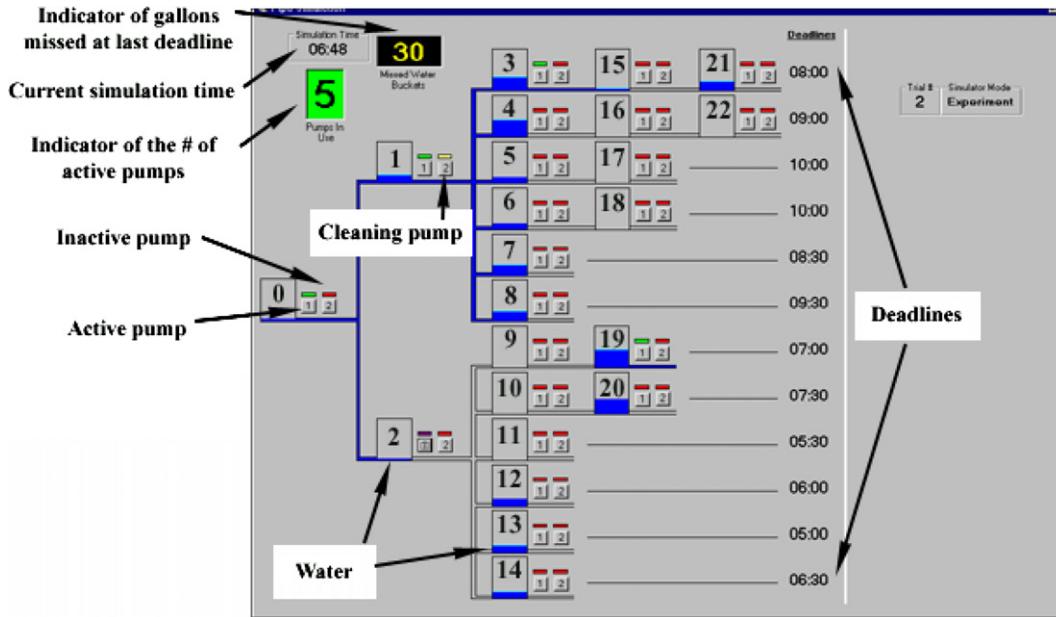 Indicator of gallons
missed at last deadline
Simulation Time
06:48
30
Missed Water
Buckets
Current simulation time
5
Pumps In
Use
Indicator of the # of
active pumps
Inactive pump
Active pump
Cleaning pump
Water
Deadlines
Deadlines
Trial #
2
Simulator Mode
Experiment
0 1 2
1 1 2
2 2
3 1 2 15 1 2 21 1 2 08:00
4 1 2 16 1 2 22 1 2 09:00
5 1 2 17 1 2 10:00
6 1 2 18 1 2 10:00
7 1 2 08:30
8 1 2 09:30
9 1 2 19 1 2 07:00
10 1 2 20 1 2 07:30
11 1 2 05:30
12 1 2 06:00
13 1 2 05:00
14 1 2 06:30